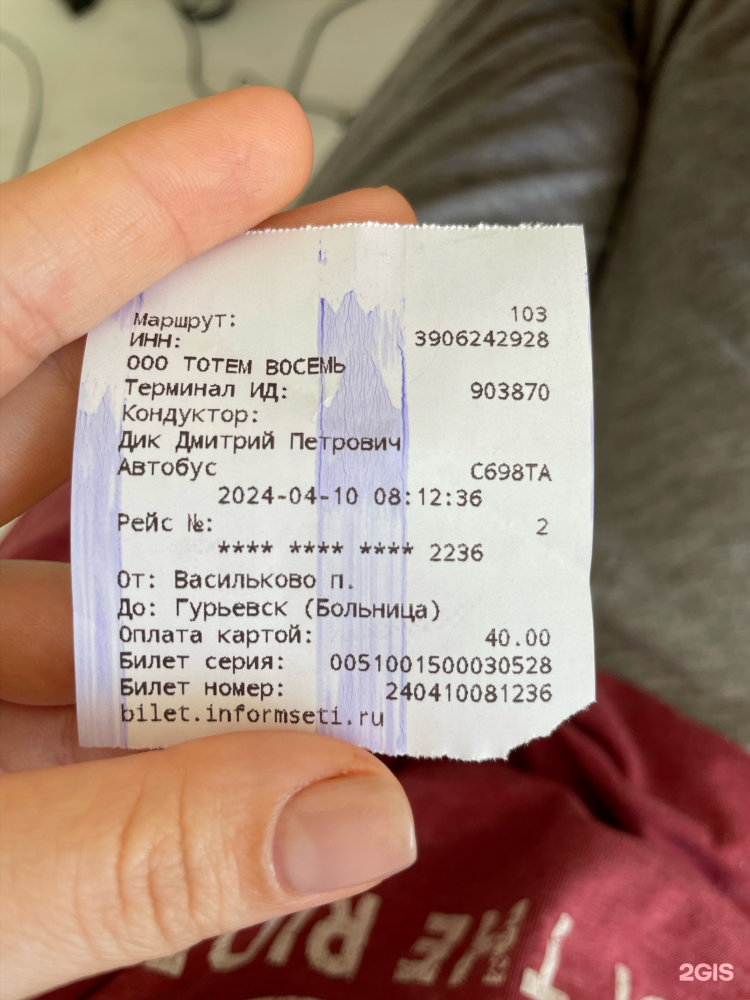 Маршрут: 103
ИНН: 3906242928
ООО ТОТЕМ ВОСЕМЬ
Терминал ИД: 903870
Кондуктор:
Дик Дмитрий Петрович
Автобус С698ТА
2024-04-10 08:12:36
Рейс №: 2
**** **** **** 2236
От: Васильково п.
До: Гурьевск (Больница)
Оплата картой: 40.00
Билет серия: 0051001500030528
Билет номер: 240410081236
bilet.informseti.ru
THE RIO
2GIS